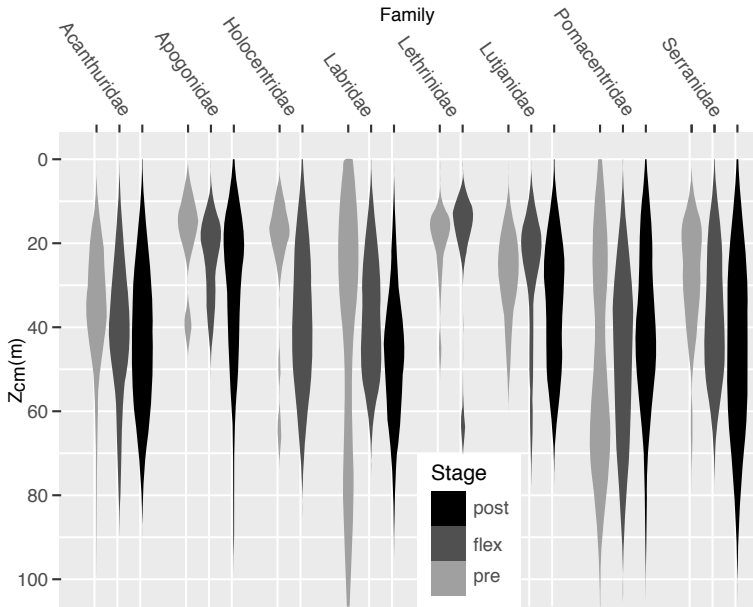 Family
Acanthuridae
Apogonidae
Holocentridae
Labridae
Lethrinidae
Lutjanidae
Pomacentridae
Serranidae
0
20
40
60
80
100
zcm(m)
Stage
post
flex
pre